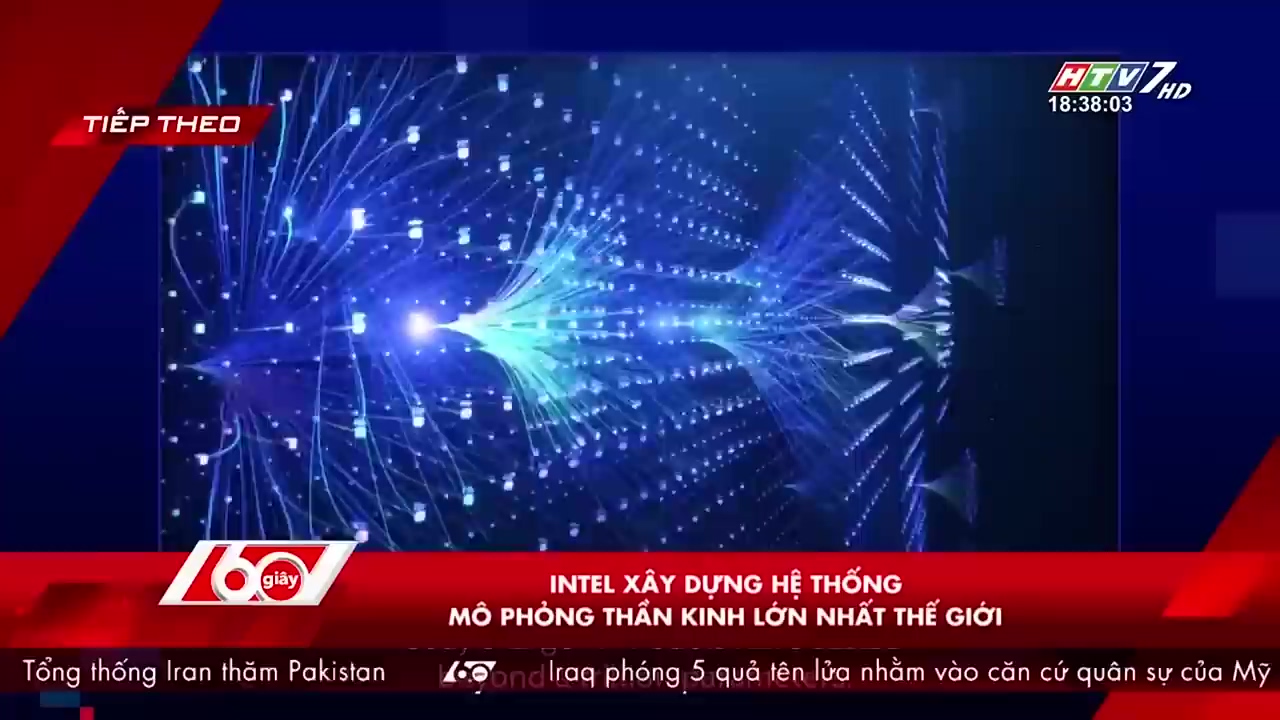 HTV7 HD
18:38:03
TIẾP THEO
60 giây
INTEL XÂY DỰNG HỆ THỐNG
MÔ PHỎNG THẦN KINH LỚN NHẤT THẾ GIỚI
Tổng thống Iran thăm Pakistan 60 Iraq phóng 5 quả tên lửa nhằm vào căn cứ quân sự của Mỹ